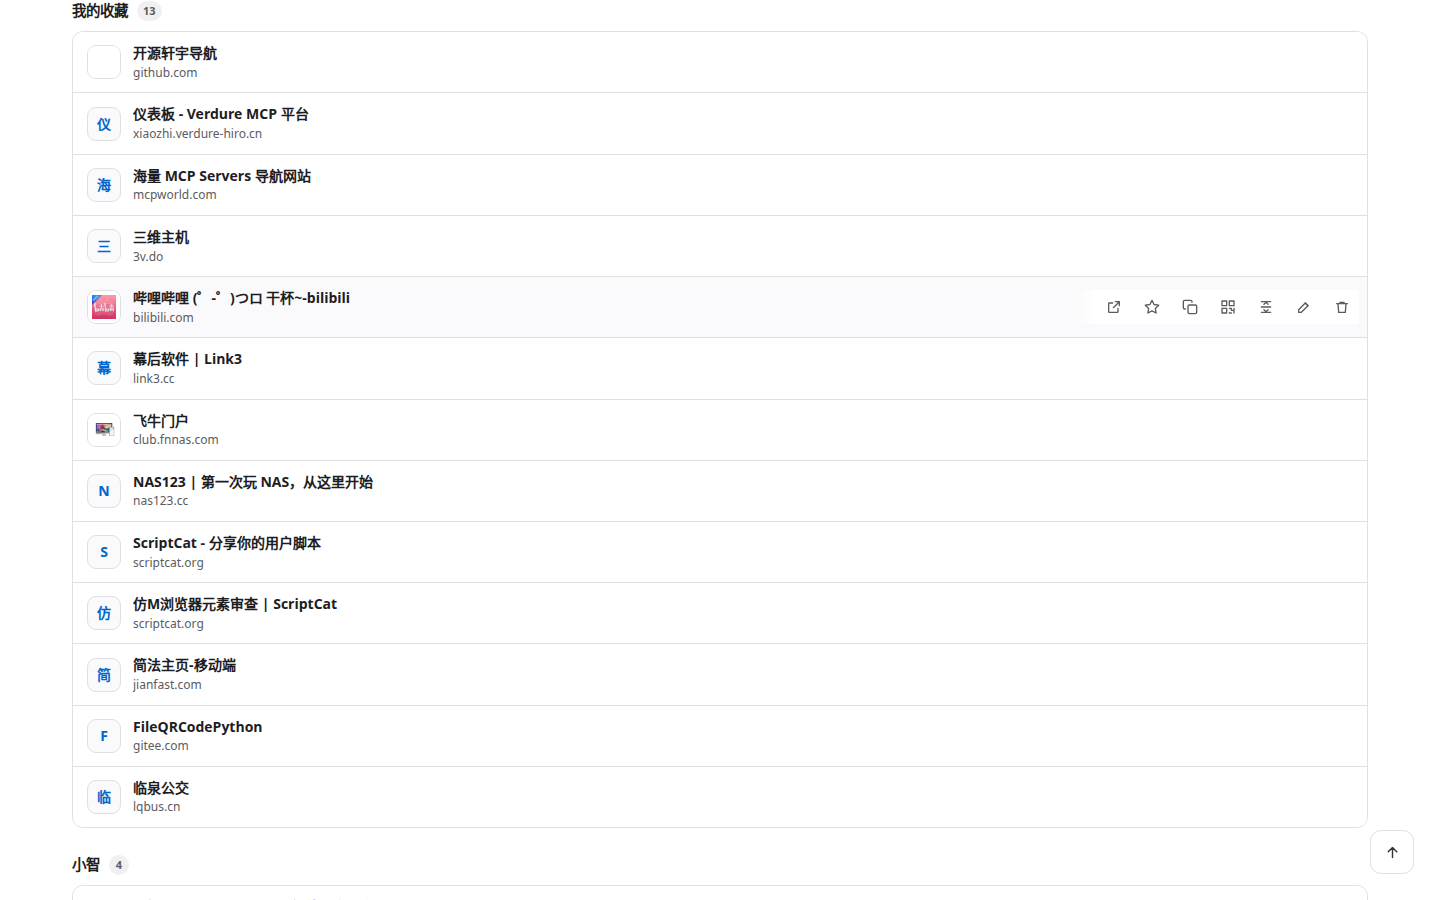 我的收藏 13
开源轩宇导航
github.com
仪
仪表板 - Verdure MCP 平台
xiaozhi.verdure-hiro.cn
海
海量 MCP Servers 导航网站
mcpworld.com
三
三维主机
3v.do
哔哩哔哩 (゜-゜)つロ 干杯~-bilibili
bilibili.com
幕
幕后软件 | Link3
link3.cc
飞牛门户
club.fnnas.com
N
NAS123 | 第一次玩 NAS，从这里开始
nas123.cc
S
ScriptCat - 分享你的用户脚本
scriptcat.org
仿
仿M浏览器元素审查 | ScriptCat
scriptcat.org
简
简法主页-移动端
jianfast.com
F
FileQRCodePython
gitee.com
临
临泉公交
lqbus.cn
小智 4